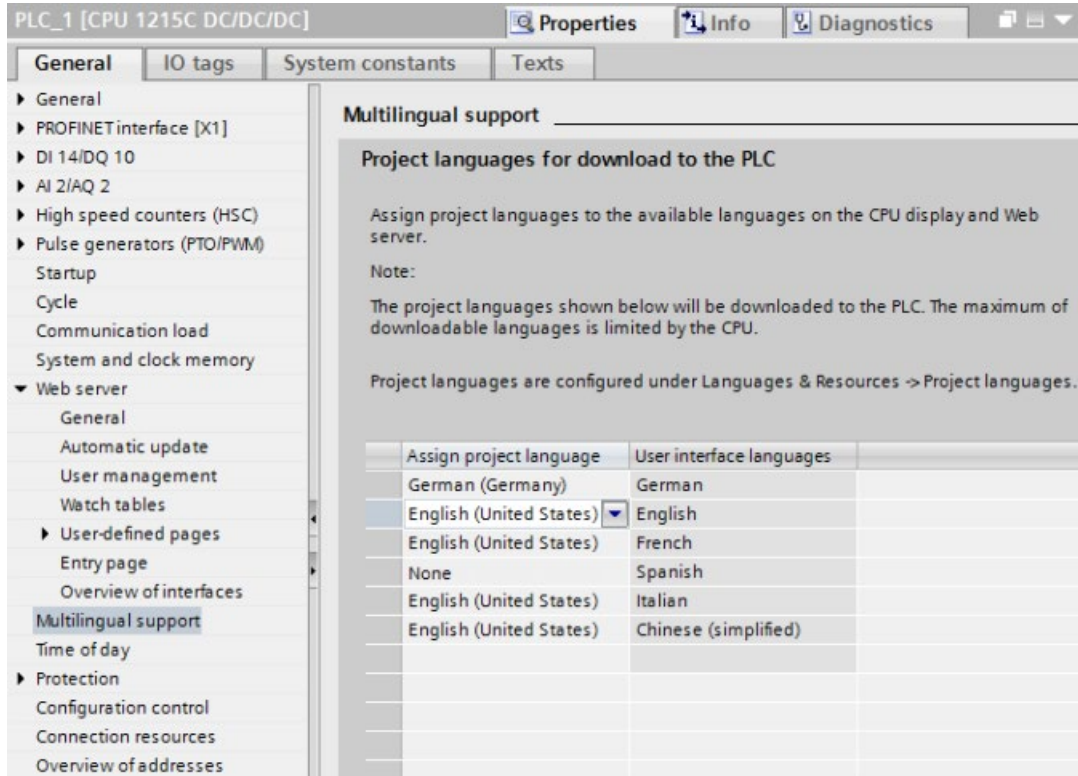 PLC_1 [CPU 1215C DC/DC/DC]
Properties
Info
Diagnostics
General
IO tags
System constants
Texts
General
PROFINET interface [X1]
DI 14/DQ 10
AI 2/AQ 2
High speed counters (HSC)
Pulse generators (PTO/PWM)
Startup
Cycle
Communication load
System and clock memory
Web server
General
Automatic update
User management
Watch tables
User-defined pages
Entry page
Overview of interfaces
Multilingual support
Time of day
Protection
Configuration control
Connection resources
Overview of addresses
Multilingual support
Project languages for download to the PLC
Assign project languages to the available languages on the CPU display and Web
server.
Note:
The project languages shown below will be downloaded to the PLC. The maximum of
downloadable languages is limited by the CPU.
Project languages are configured under Languages & Resources -> Project languages.
Assign project language User interface languages
German (Germany) German
English (United States) English
English (United States) French
None Spanish
English (United States) Italian
English (United States) Chinese (simplified)